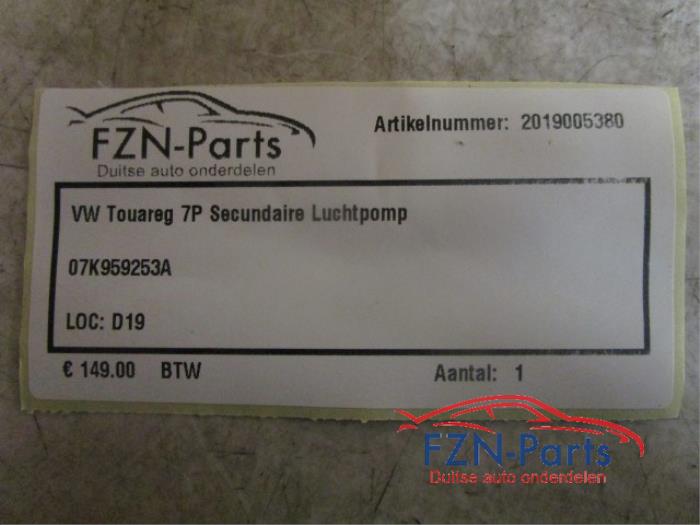 FZN-Parts
Duitse auto onderdelen
Artikelnummer: 2019005380
VW Touareg 7P Secundaire Luchtpomp
07K959253A
LOC: D19
€ 149.00 BTW
Aantal: 1
FZN-Parts
Duitse auto onderdelen